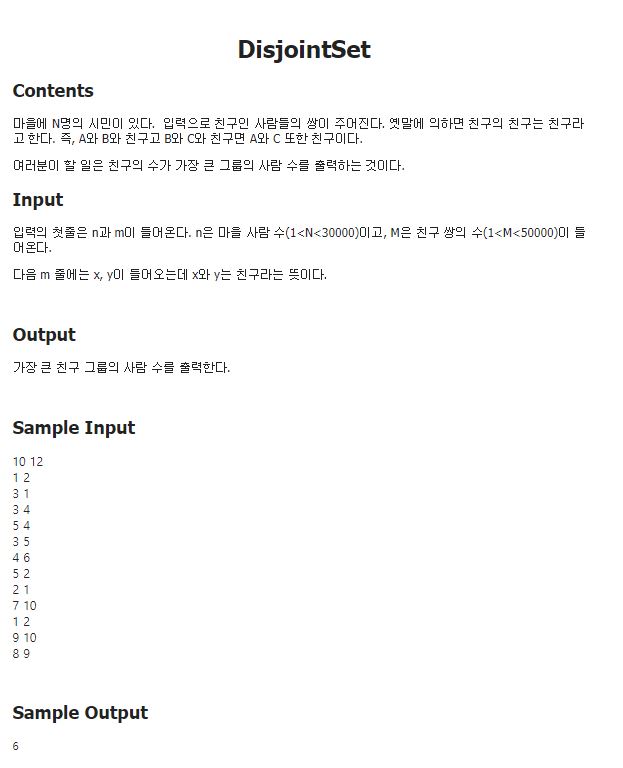 DisjointSet
Contents
마을에 N명의 시민이 있다. 입력으로 친구인 사람들의 쌍이 주어진다. 옛말에 의하면 친구의 친구는 친구라
고 한다. 즉, A와 B와 친구고 B와 C와 친구면 A와 C 또한 친구이다.
여러분이 할 일은 친구의 수가 가장 큰 그룹의 사람 수를 출력하는 것이다.
Input
입력의 첫줄은 n과 m이 들어온다. n은 마을 사람 수(1<N<30000)이고, M은 친구 쌍의 수(1<M<50000)이 들
어온다.
다음 m 줄에는 x, y이 들어오는데 x와 y는 친구라는 뜻이다.
Output
가장 큰 친구 그룹의 사람 수를 출력한다.
Sample Input
10 12
1 2
3 1
3 4
5 4
3 5
4 6
5 2
2 1
7 10
1 2
9 10
8 9
Sample Output
6